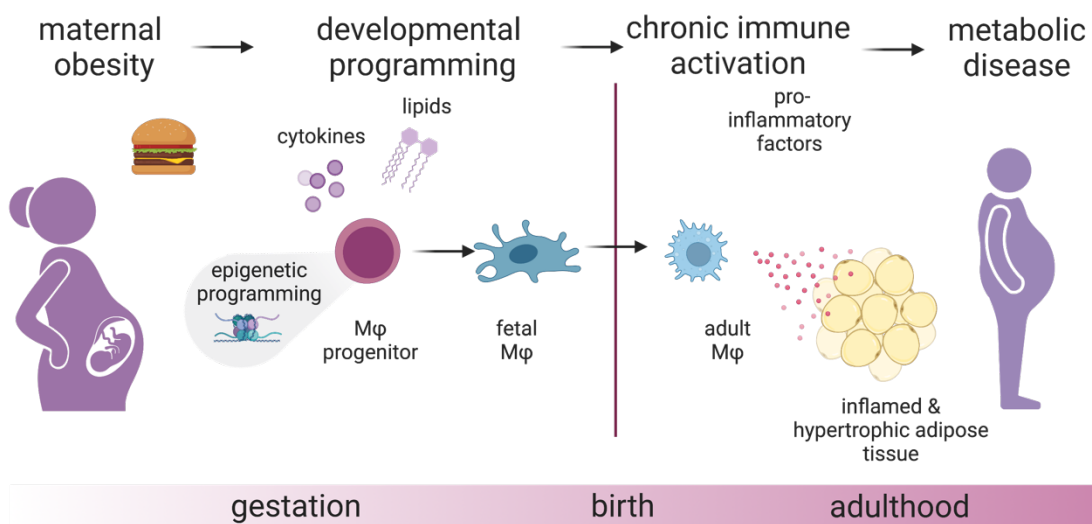 maternal
obesity
developmental
programming
chronic immune
activation
metabolic
disease
lipids
cytokines
pro-
inflammatory
factors
epigenetic
programming
Mφ
progenitor
fetal
Mφ
adult
Mφ
inflamed &
hypertrophic adipose
tissue
gestation
birth
adulthood